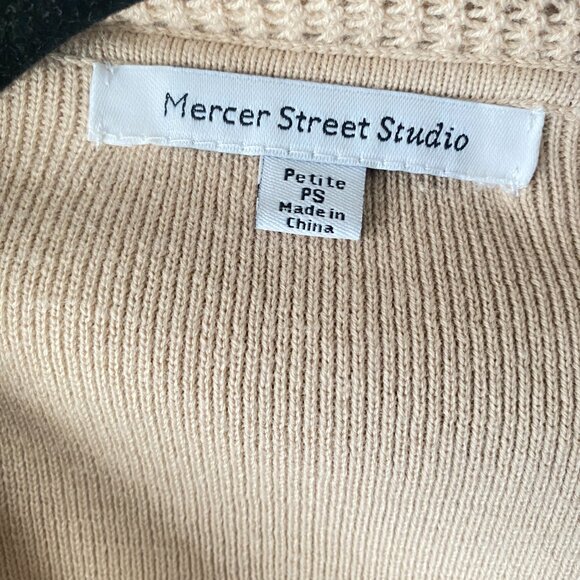 Mercer Street Studio
Petite
PS
Made in
China